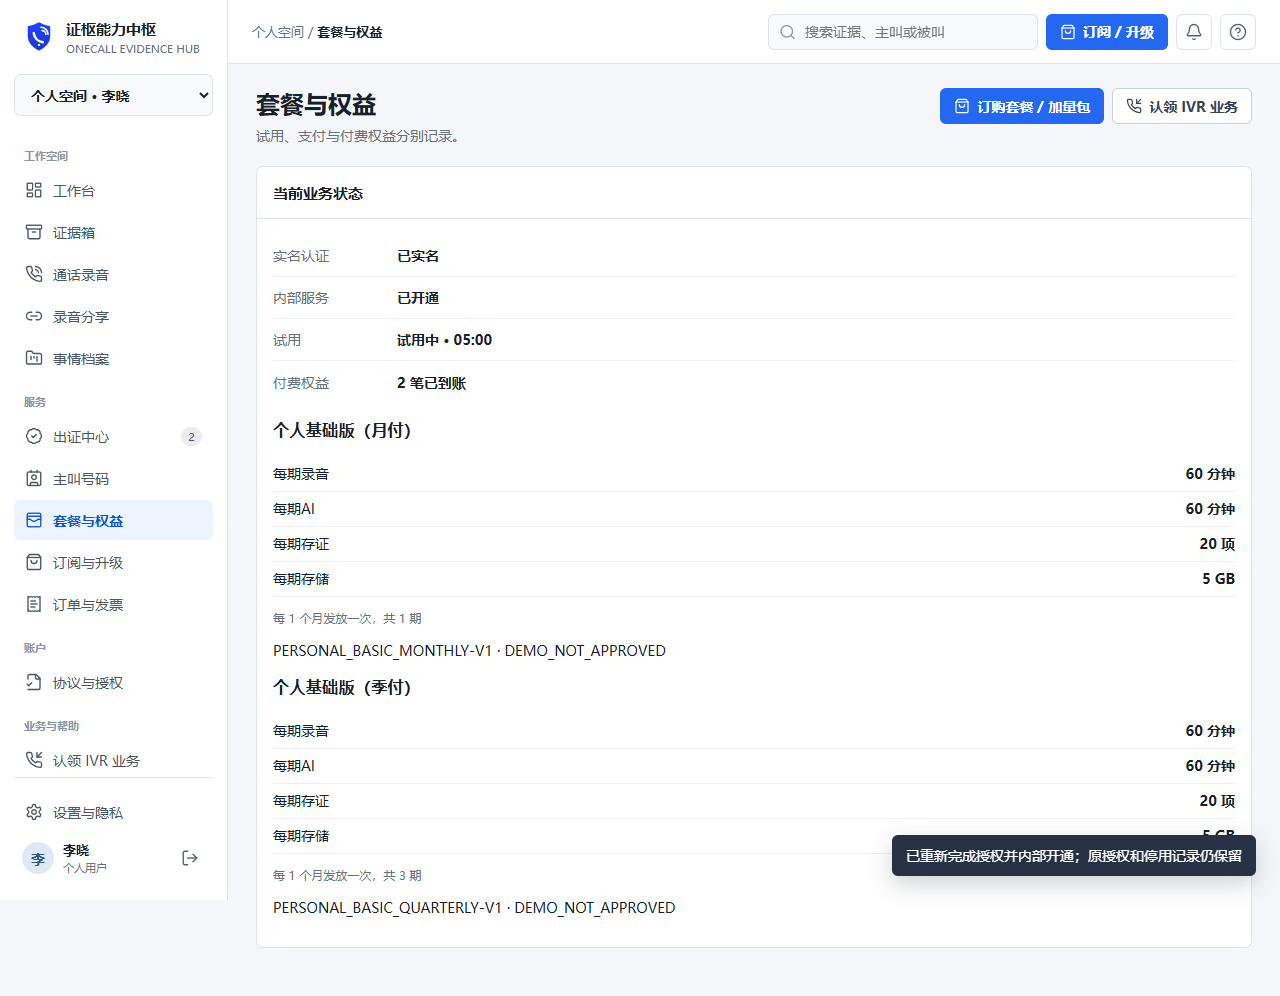 证枢能力中枢
ONECALL EVIDENCE HUB
个人空间 • 李晓
工作空间
工作台
证据箱
通话录音
录音分享
事情档案
服务
出证中心 2
主叫号码
套餐与权益
订阅与升级
订单与发票
账户
协议与授权
业务与帮助
认领 IVR 业务
设置与隐私
李
李晓
个人用户
个人空间 / 套餐与权益
搜索证据、主叫或被叫
订阅 / 升级
套餐与权益
试用、支付与付费权益分别记录。
订购套餐 / 加量包
认领 IVR 业务
当前业务状态
实名认证 已实名
内部服务 已开通
试用 试用中 • 05:00
付费权益 2 笔已到账
个人基础版（月付）
每期录音 60 分钟
每期AI 60 分钟
每期存证 20 项
每期存储 5 GB
每 1 个月发放一次，共 1 期
PERSONAL_BASIC_MONTHLY-V1 · DEMO_NOT_APPROVED
个人基础版（季付）
每期录音 60 分钟
每期AI 60 分钟
每期存证 20 项
每期存储 5 GB
已重新完成授权并内部开通；原授权和停用记录仍保留
每 1 个月发放一次，共 3 期
PERSONAL_BASIC_QUARTERLY-V1 · DEMO_NOT_APPROVED